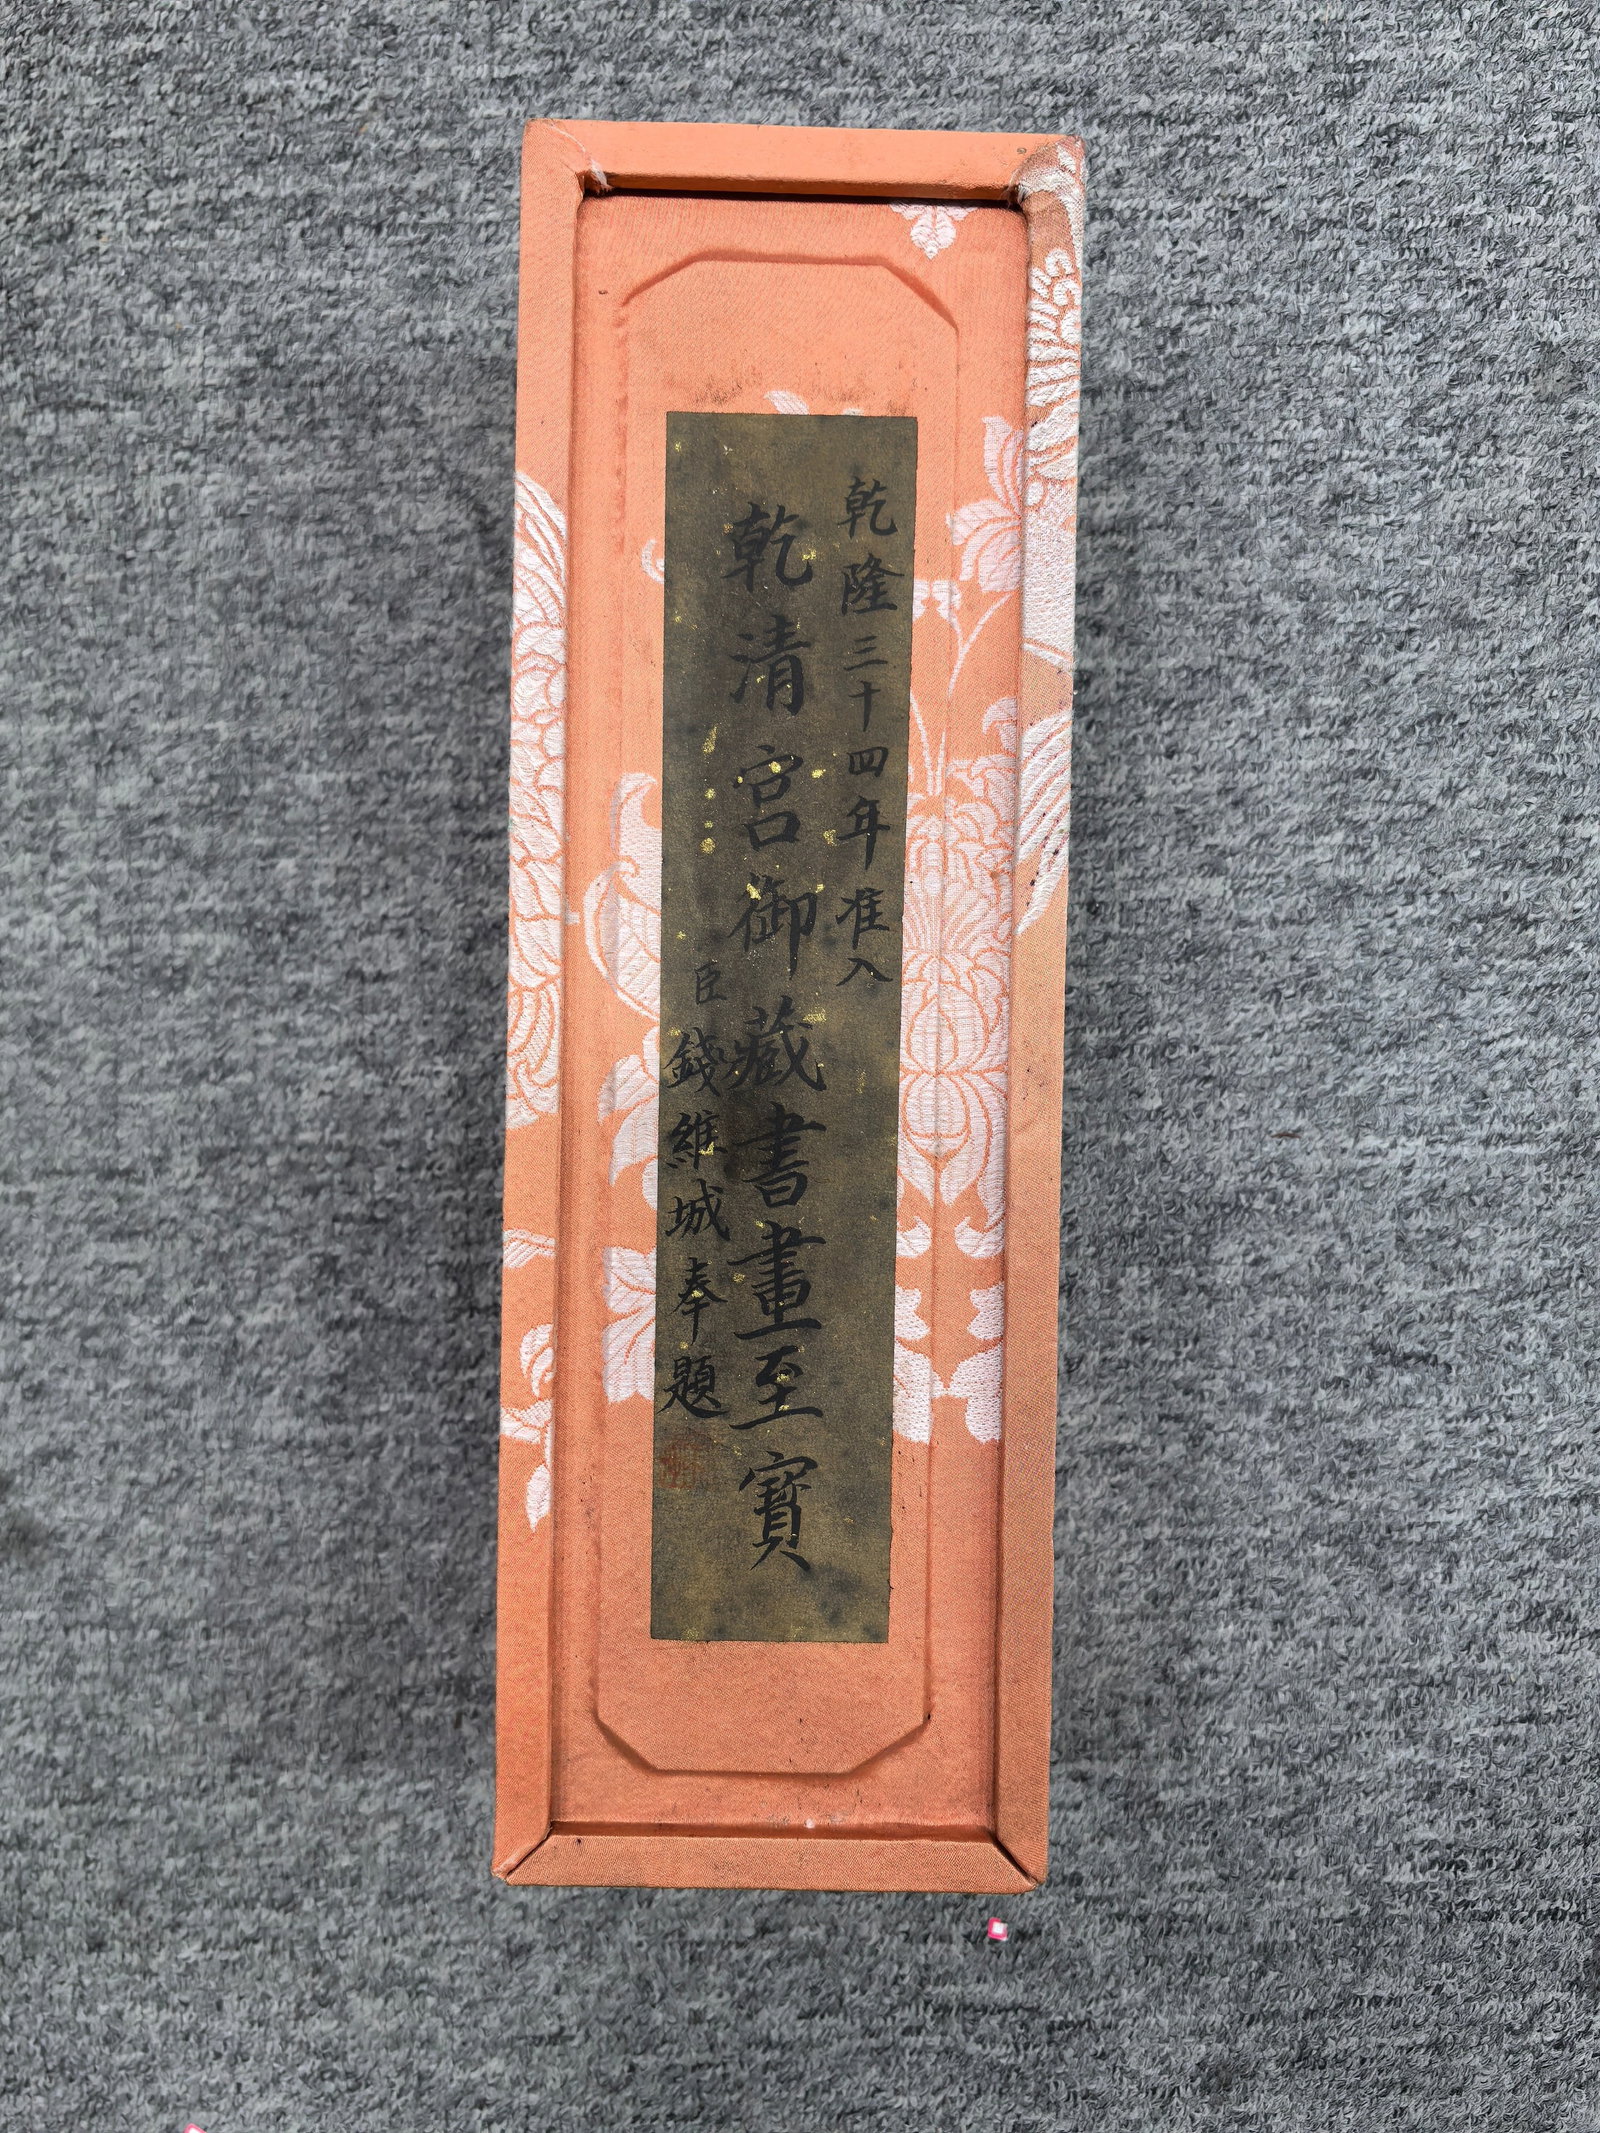 乾隆三十四年准入
乾清宮御藏書畫至寶
臣錢維城奉題